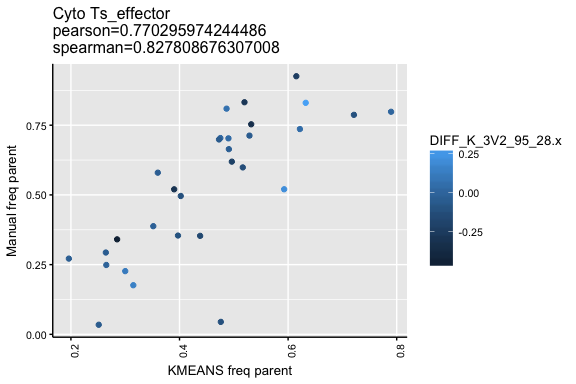 Cyto Ts_effector
pearson=0.770295974244486
spearman=0.827808676307008
Manual freq parent
0.75
0.50
0.25
0.00
0.2
0.4
0.6
0.8
KMEANS freq parent
DIFF_K_3V2_95_28.x
0.25
0.00
-0.25